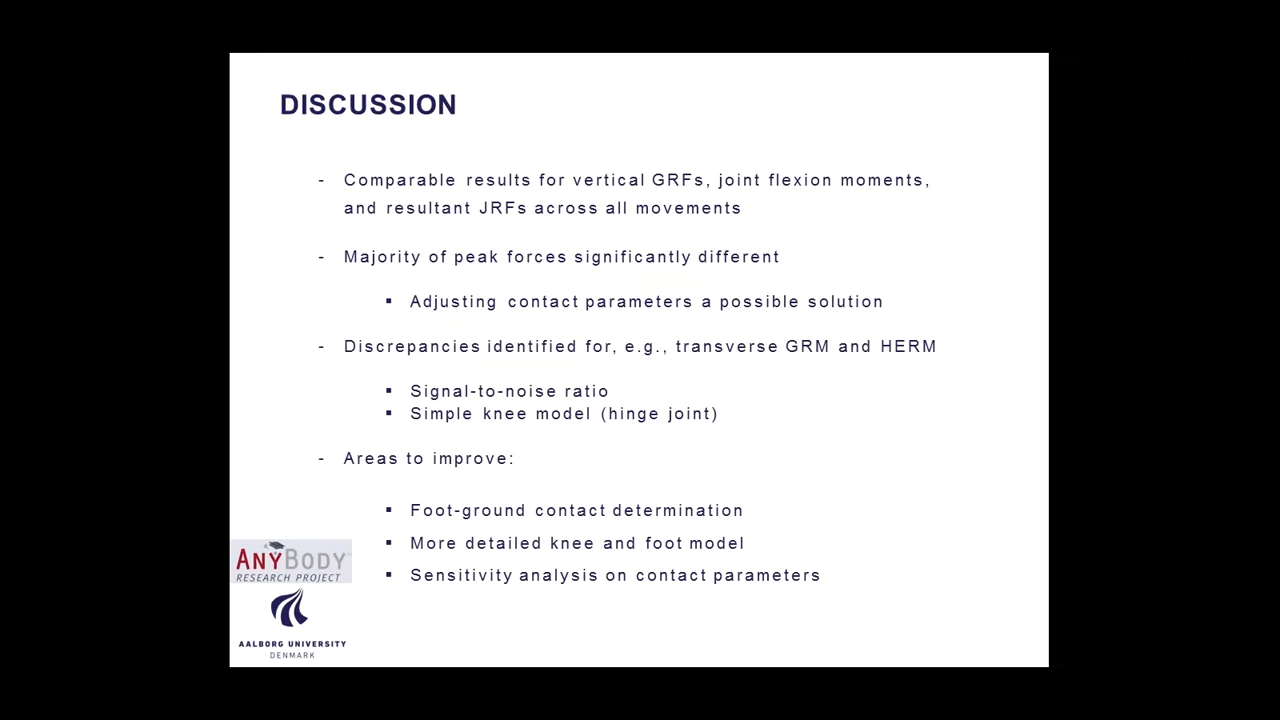 DISCUSSION
- Comparable results for vertical GRFs, joint flexion moments,
and resultant JRFs across all movements
- Majority of peak forces significantly different
▪ Adjusting contact parameters a possible solution
- Discrepancies identified for, e.g., transverse GRM and HERM
▪ Signal-to-noise ratio
▪ Simple knee model (hinge joint)
- Areas to improve:
▪ Foot-ground contact determination
▪ More detailed knee and foot model
▪ Sensitivity analysis on contact parameters
ANYBODY
RESEARCH PROJECT
AALBORG UNIVERSITY
DENMARK